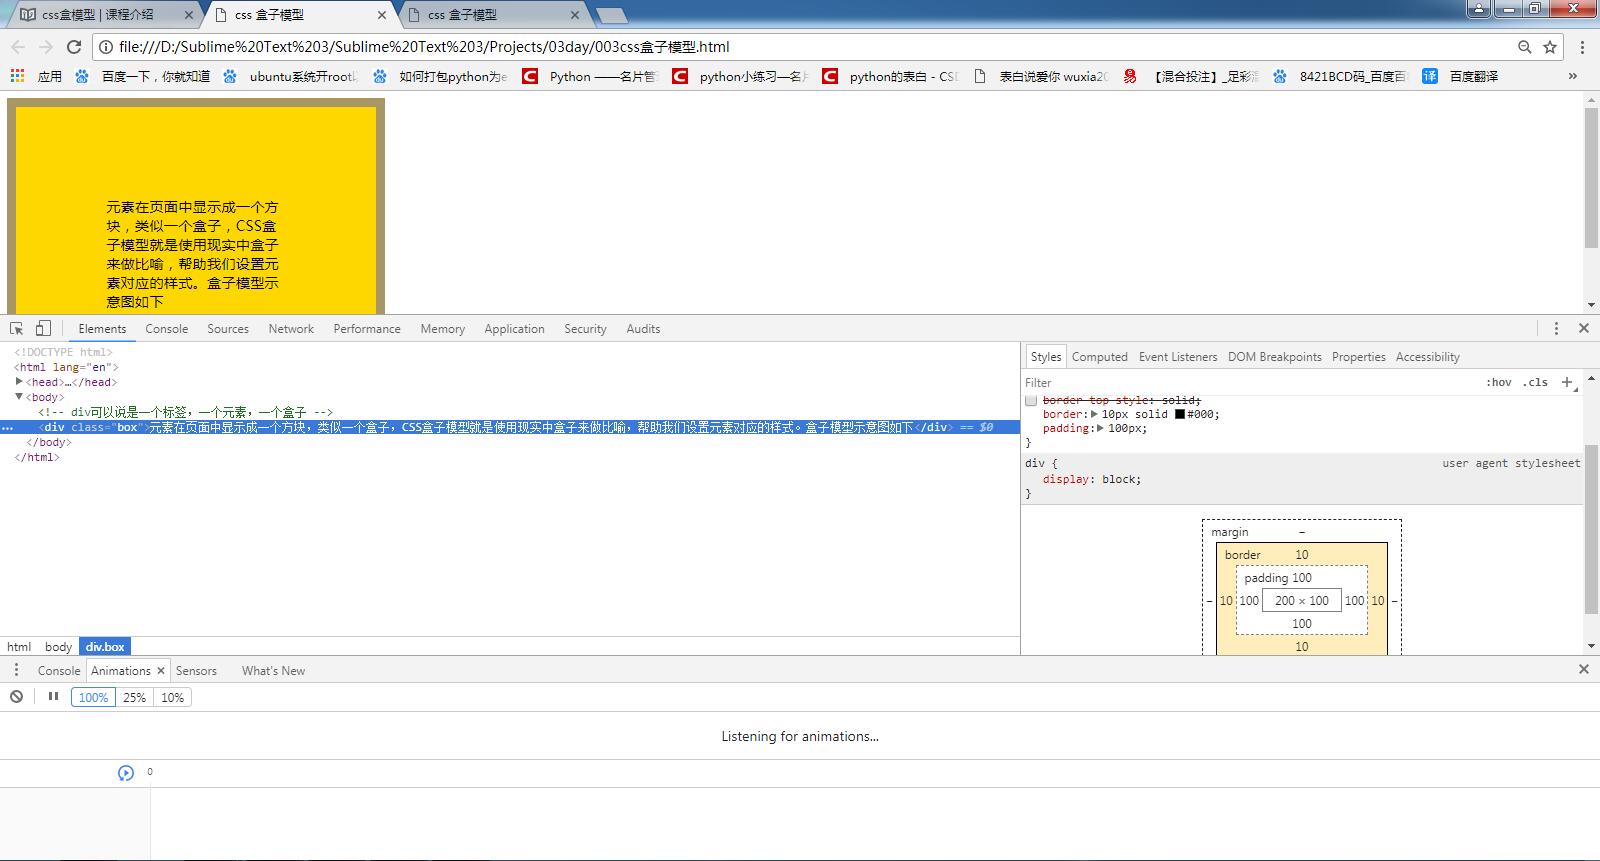 css盒模型 | 课程介绍
css 盒子模型
css 盒子模型
file:///D:/Sublime%20Text%203/Sublime%20Text%203/Projects/03day/003css盒子模型.html
应用
百度一下，你就知道
ubuntu系统开root
如何打包python为e
Python ——名片管
python小练习—名
python的表白 - CSD
表白说爱你 wuxia20
【混合投注】_足彩
8421BCD码_百度百
百度翻译
»
元素在页面中显示成一个方
块，类似一个盒子，CSS盒
子模型就是使用现实中盒子
来做比喻，帮助我们设置元
素对应的样式。盒子模型示
意图如下
Elements Console Sources Network Performance Memory Application Security Audits
<!DOCTYPE html>
<html lang="en">
<head>…</head>
<body>
<!-- div可以说是一个标签，一个元素，一个盒子 -->
<div class="box">元素在页面中显示成一个方块，类似一个盒子，CSS盒子模型就是使用现实中盒子来做比喻，帮助我们设置元素对应的样式。盒子模型示意图如下</div> == $0
</body>
</html>
html body div.box
Styles Computed Event Listeners DOM Breakpoints Properties Accessibility
Filter :hov .cls +
border-top-style: solid;
border: 10px solid #000;
padding: 100px;
}
div { user agent stylesheet
display: block;
}
margin –
border 10
padding 100
– 10 100 200 × 100 100 10 –
100
10
Console Animations Sensors What's New
100% 25% 10%
Listening for animations...
0